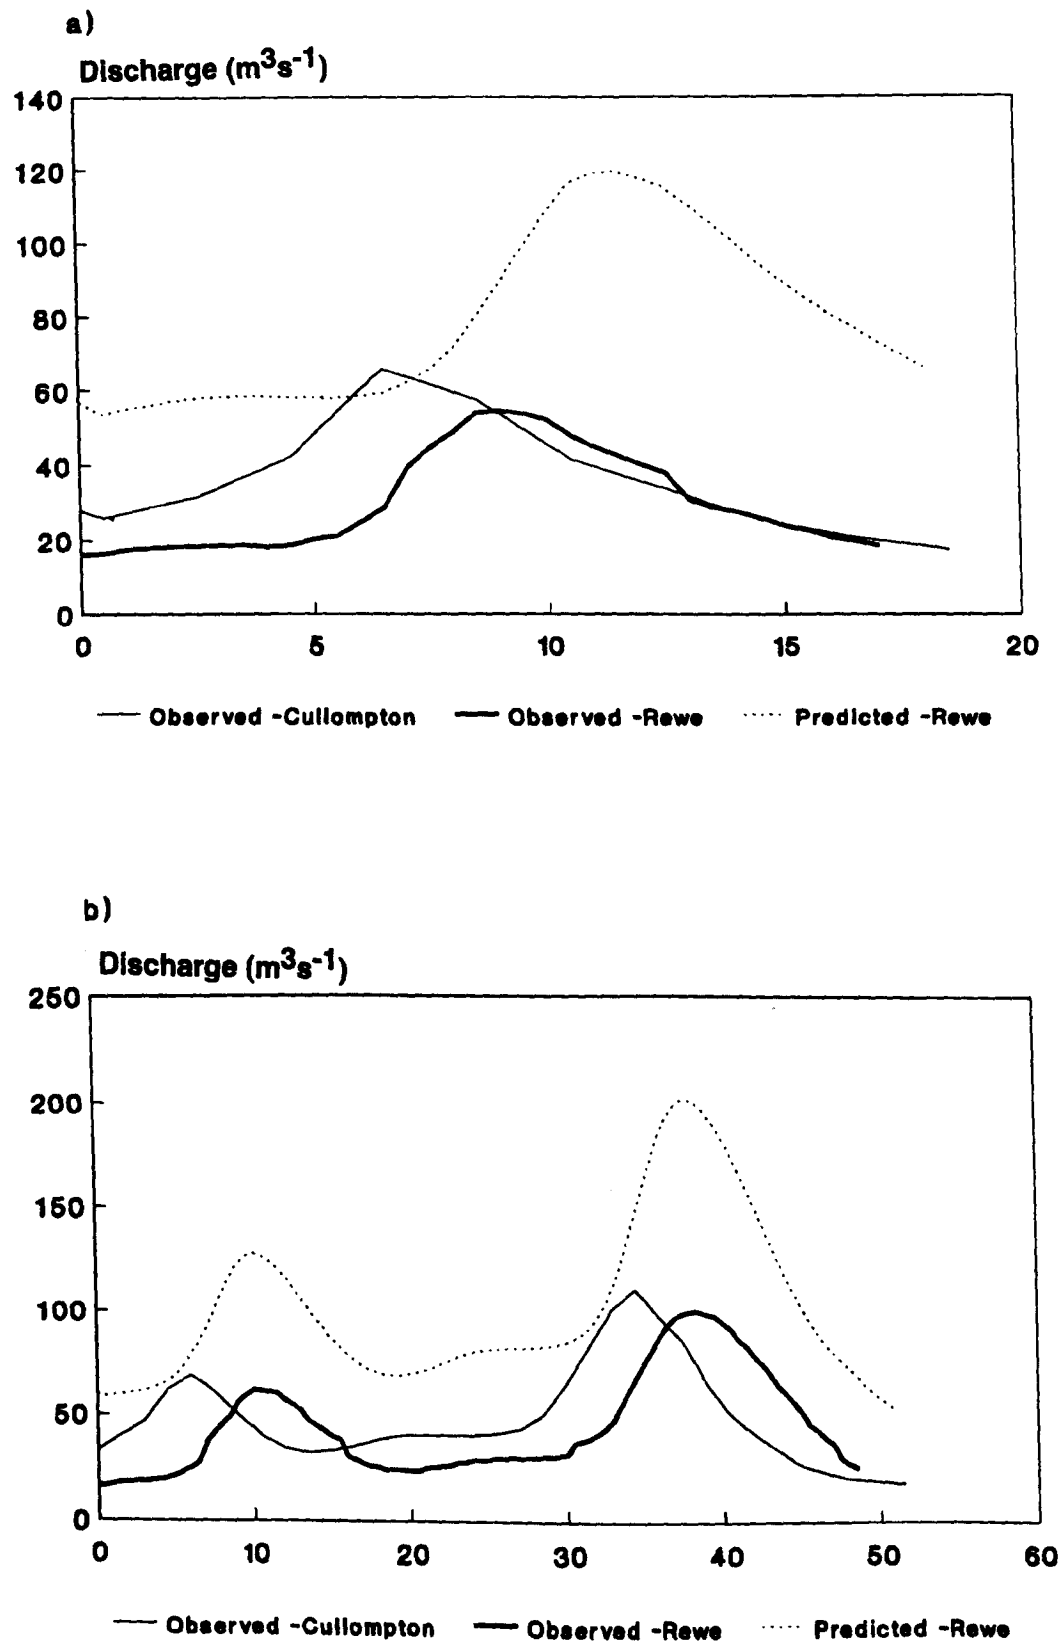 a)
Discharge (m³s⁻¹)
140
120
100
80
60
40
20
0
0 5 10 15 20
Observed -Cullompton Observed -Rewe Predicted -Rewe
b)
Discharge (m³s⁻¹)
250
200
150
100
50
0
0 10 20 30 40 50 60
Observed -Cullompton Observed -Rewe Predicted -Rewe